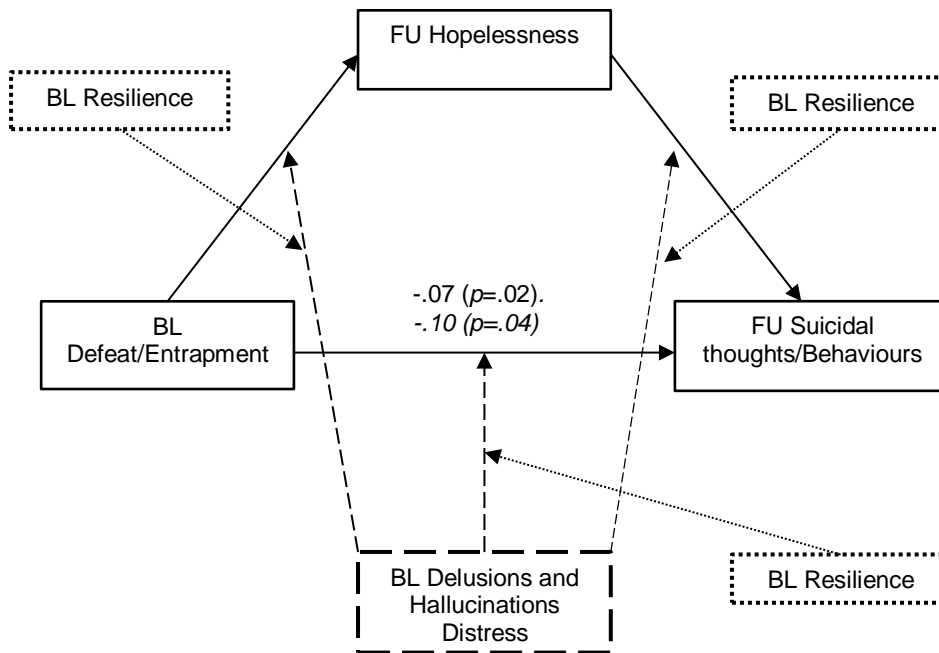 FU Hopelessness
BL Resilience
BL Resilience
-.07 (p=.02).
-.10 (p=.04)
BL
Defeat/Entrapment
FU Suicidal
thoughts/Behaviours
BL Delusions and
Hallucinations
Distress
BL Resilience